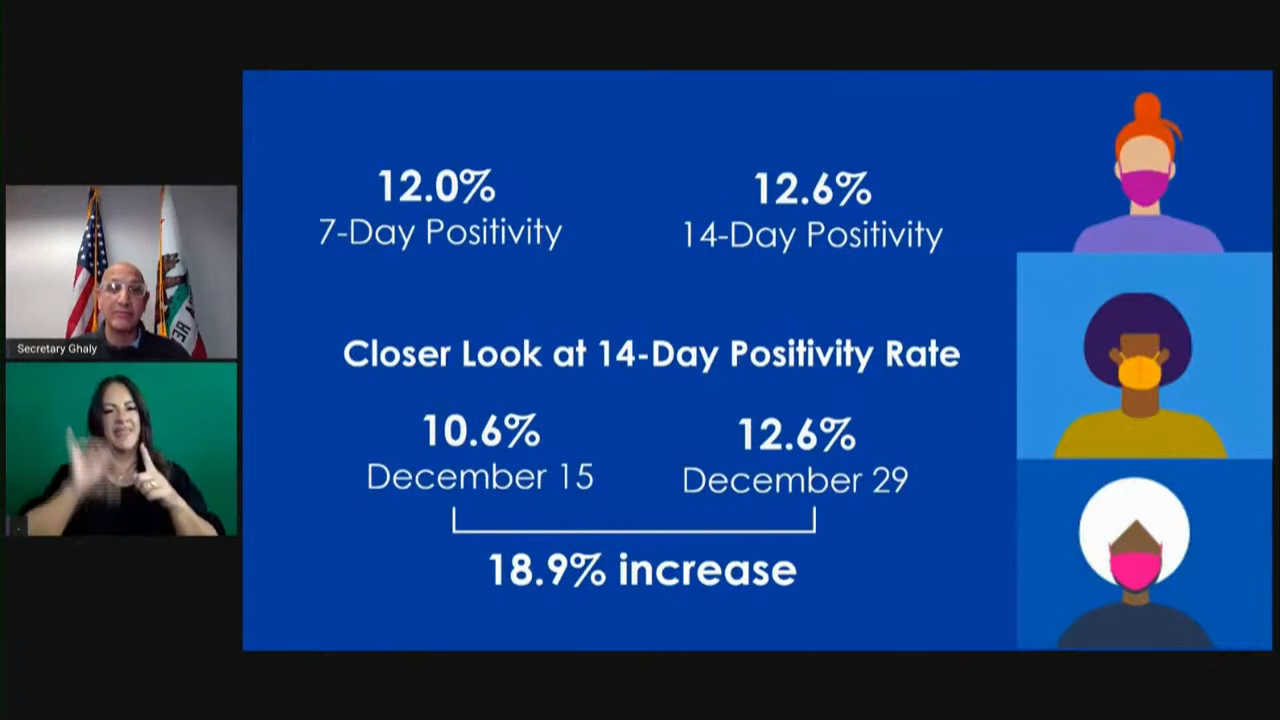 12.0%
7-Day Positivity
12.6%
14-Day Positivity
Closer Look at 14-Day Positivity Rate
10.6%
December 15
12.6%
December 29
18.9% increase
Secretary Ghaly